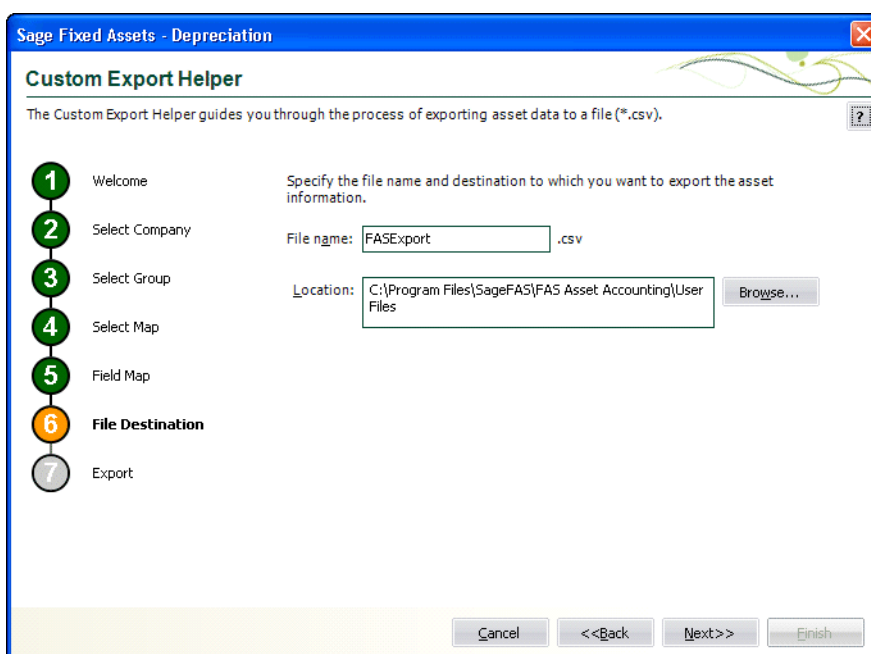 Sage Fixed Assets - Depreciation
Custom Export Helper
The Custom Export Helper guides you through the process of exporting asset data to a file (*.csv).
?
1 Welcome
2 Select Company
3 Select Group
4 Select Map
5 Field Map
6 File Destination
7 Export
Specify the file name and destination to which you want to export the asset
information.
File name: FASExport .csv
Location: C:\Program Files\SageFAS\FAS Asset Accounting\User
Files
Browse...
Cancel <<Back Next>> Finish